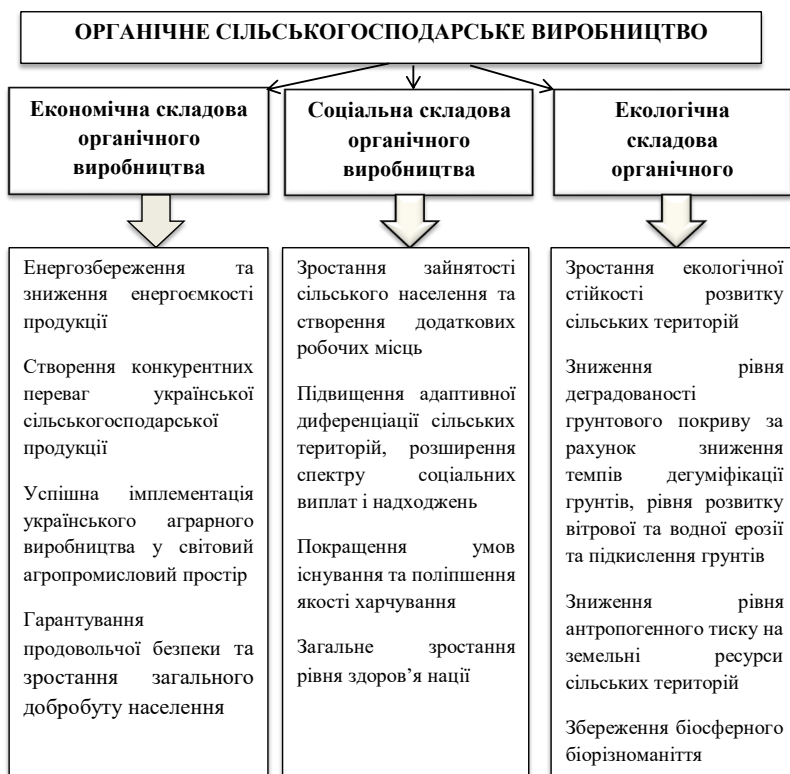 ОРГАНІЧНЕ СІЛЬСЬКОГОСПОДАРСЬКЕ ВИРОБНИЦТВО
Економічна складова
органічного
виробництва
Соціальна складова
органічного
виробництва
Екологічна
складова
органічного
Енергозбереження та
зниження енергоємкості
продукції
Створення конкурентних
переваг української
сільськогосподарської
продукції
Успішна імплементація
українського аграрного
виробництва у світовий
агропромисловий простір
Гарантування
продовольчої безпеки та
зростання загального
добробуту населення
Зростання зайнятості
сільського населення та
створення додаткових
робочих місць
Підвищення адаптивної
диференціації сільських
територій, розширення
спектру соціальних
виплат і надходжень
Покращення умов
існування та поліпшення
якості харчування
Загальне зростання
рівня здоров’я нації
Зростання екологічної
стійкості розвитку
сільських територій
Зниження рівня
деградованості
грунтового покриву за
рахунок зниження
темпів дегуміфікації
грунтів, рівня розвитку
вітрової та водної ерозії
та підкислення грунтів
Зниження рівня
антропогенного тиску на
земельні ресурси
сільських територій
Збереження біосферного
біорізноманіття